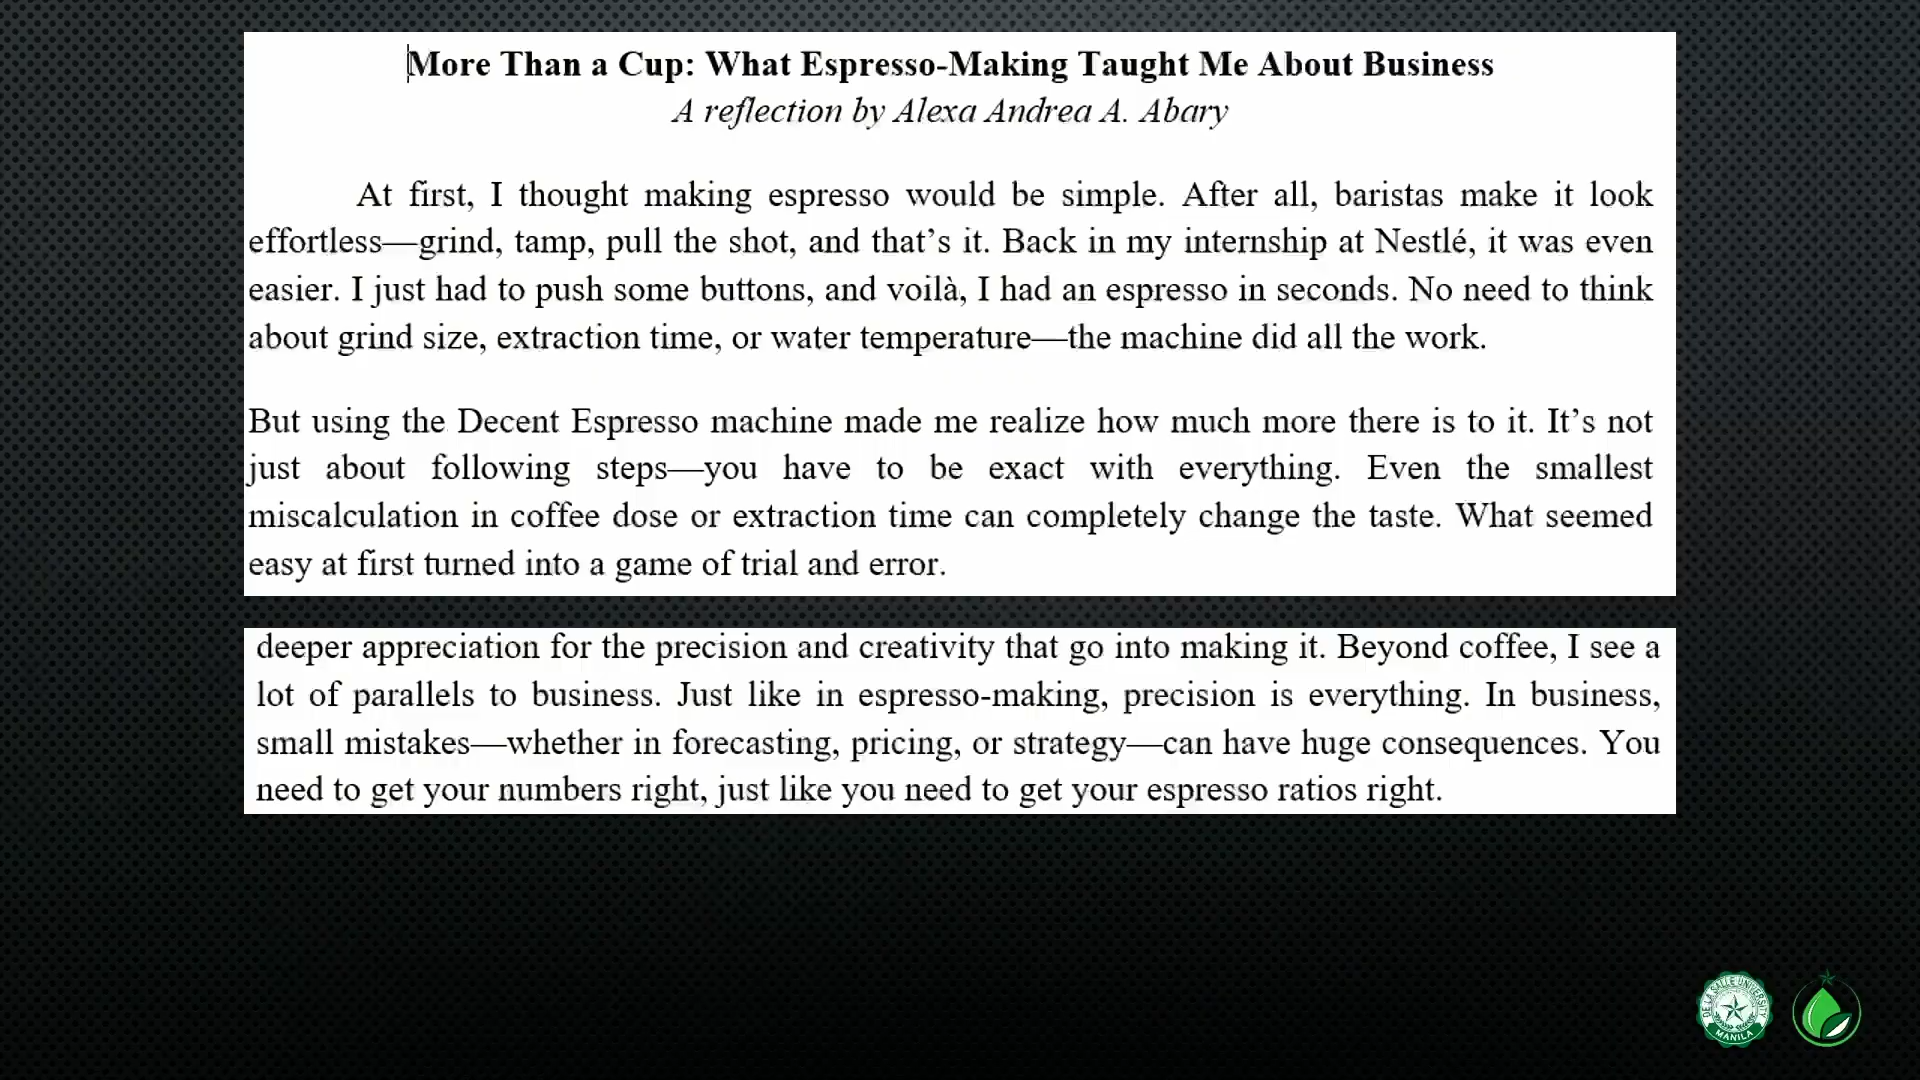 More Than a Cup: What Espresso-Making Taught Me About Business
A reflection by Alexa Andrea A. Abary
At first, I thought making espresso would be simple. After all, baristas make it look
effortless—grind, tamp, pull the shot, and that’s it. Back in my internship at Nestlé, it was even
easier. I just had to push some buttons, and voilà, I had an espresso in seconds. No need to think
about grind size, extraction time, or water temperature—the machine did all the work.
But using the Decent Espresso machine made me realize how much more there is to it. It’s not
just about following steps—you have to be exact with everything. Even the smallest
miscalculation in coffee dose or extraction time can completely change the taste. What seemed
easy at first turned into a game of trial and error.
deeper appreciation for the precision and creativity that go into making it. Beyond coffee, I see a
lot of parallels to business. Just like in espresso-making, precision is everything. In business,
small mistakes—whether in forecasting, pricing, or strategy—can have huge consequences. You
need to get your numbers right, just like you need to get your espresso ratios right.
DE LA SALLE UNIVERSITY
MANILA